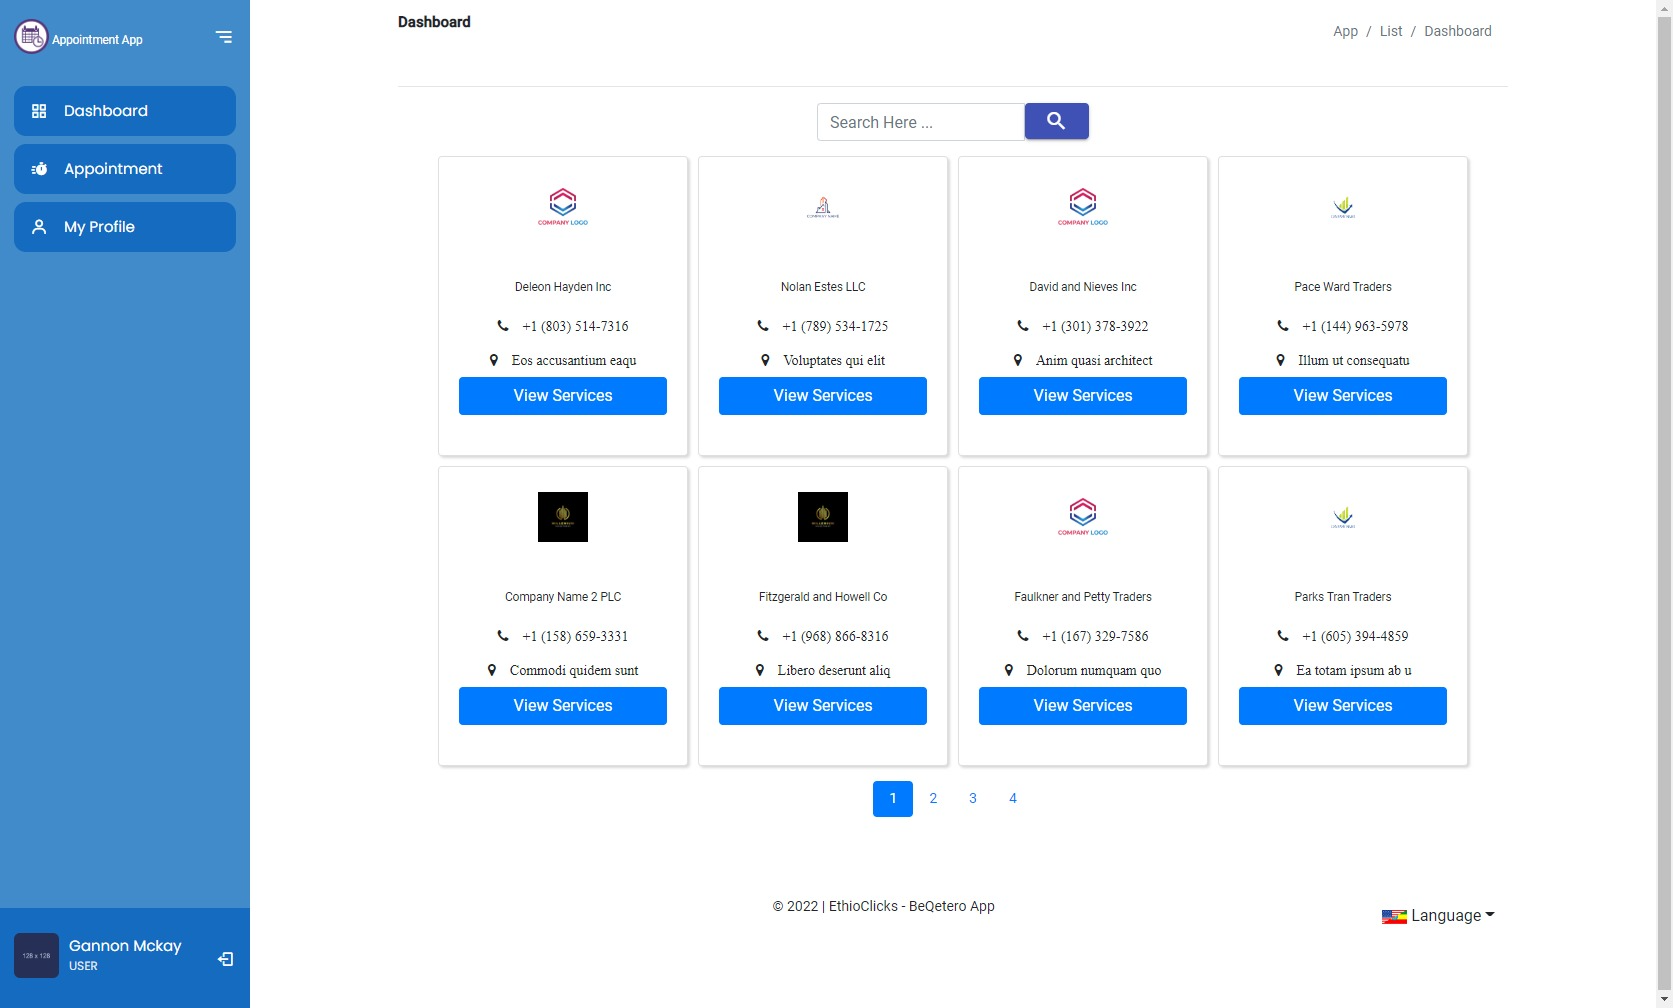 Appointment App
Dashboard
Appointment
My Profile
Dashboard
App / List / Dashboard
Search Here ...
COMPANY LOGO
COMPANY NAME
COMPANY LOGO
Deleon Hayden Inc
Nolan Estes LLC
David and Nieves Inc
Pace Ward Traders
+1 (803) 514-7316
+1 (789) 534-1725
+1 (301) 378-3922
+1 (144) 963-5978
Eos accusantium eaqu
Voluptates qui elit
Anim quasi architect
Illum ut consequatu
View Services
View Services
View Services
View Services
COMPANY LOGO
Company Name 2 PLC
Fitzgerald and Howell Co
Faulkner and Petty Traders
Parks Tran Traders
+1 (158) 659-3331
+1 (968) 866-8316
+1 (167) 329-7586
+1 (605) 394-4859
Commodi quidem sunt
Libero deserunt aliq
Dolorum numquam quo
Ea totam ipsum ab u
View Services
View Services
View Services
View Services
1 2 3 4
© 2022 | EthioClicks - BeQetero App
Language
128 x 128
Gannon Mckay
USER